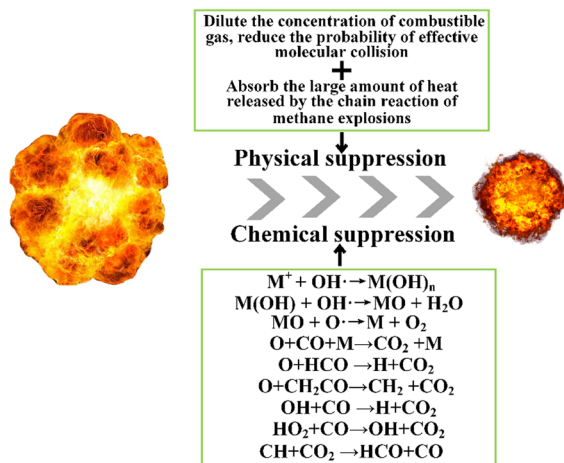 Dilute the concentration of combustible
gas, reduce the probability of effective
molecular collision
+
Absorb the large amount of heat
released by the chain reaction of
methane explosions
Physical suppression
Chemical suppression
M⁺ + OH·→M(OH)ₙ
M(OH) + OH·→MO + H₂O
MO + O·→M + O₂
O+CO+M→CO₂ +M
O+HCO →H+CO₂
O+CH₂CO→CH₂ +CO₂
OH+CO →H+CO₂
HO₂+CO→OH+CO₂
CH+CO₂ →HCO+CO